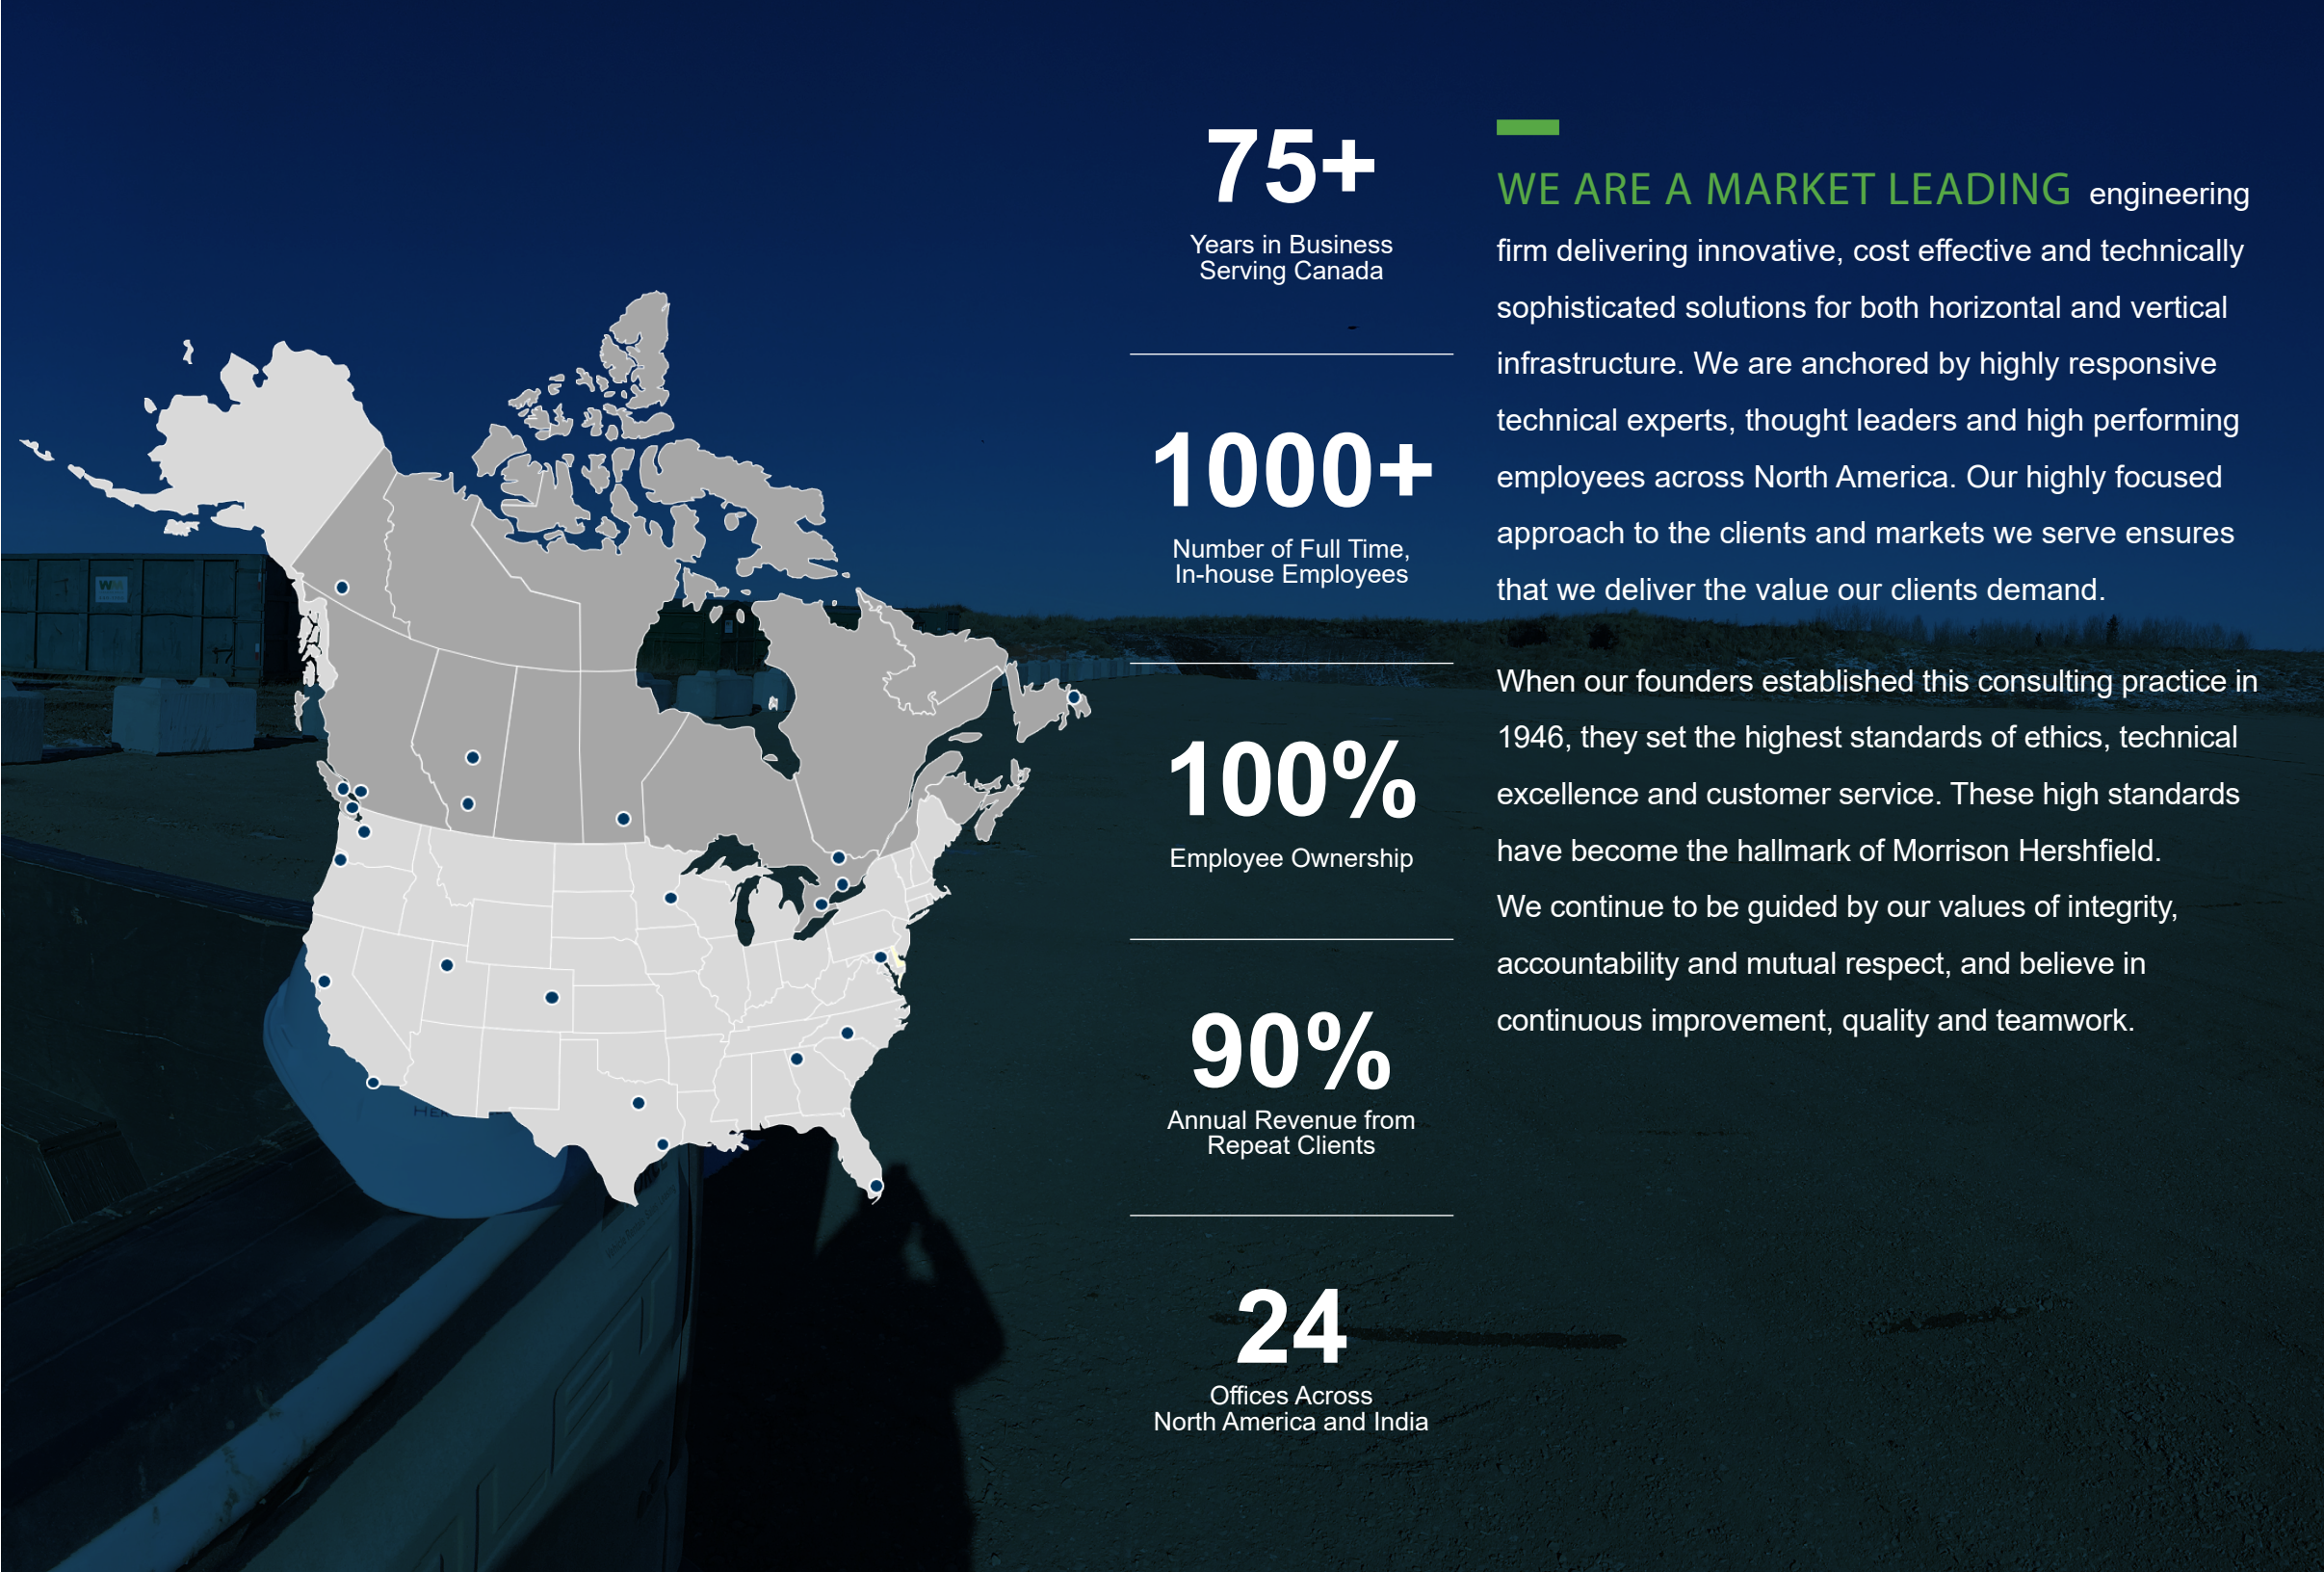 75+
Years in Business
Serving Canada
1000+
Number of Full Time,
In-house Employees
100%
Employee Ownership
90%
Annual Revenue from
Repeat Clients
24
Offices Across
North America and India
WE ARE A MARKET LEADING engineering
firm delivering innovative, cost effective and technically
sophisticated solutions for both horizontal and vertical
infrastructure. We are anchored by highly responsive
technical experts, thought leaders and high performing
employees across North America. Our highly focused
approach to the clients and markets we serve ensures
that we deliver the value our clients demand.
When our founders established this consulting practice in
1946, they set the highest standards of ethics, technical
excellence and customer service. These high standards
have become the hallmark of Morrison Hershfield.
We continue to be guided by our values of integrity,
accountability and mutual respect, and believe in
continuous improvement, quality and teamwork.
WM